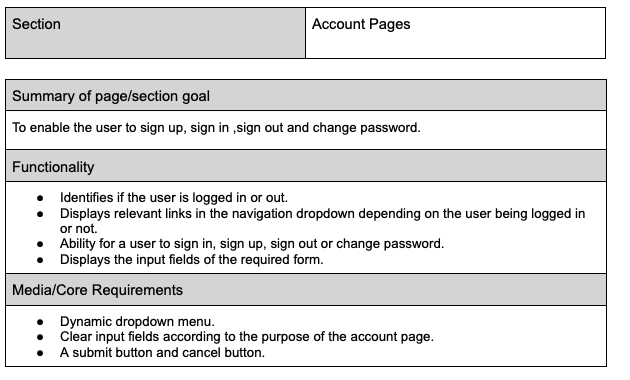 Section
Account Pages
Summary of page/section goal
To enable the user to sign up, sign in ,sign out and change password.
Functionality
● Identifies if the user is logged in or out.
● Displays relevant links in the navigation dropdown depending on the user being logged in
or not.
● Ability for a user to sign in, sign up, sign out or change password.
● Displays the input fields of the required form.
Media/Core Requirements
● Dynamic dropdown menu.
● Clear input fields according to the purpose of the account page.
● A submit button and cancel button.